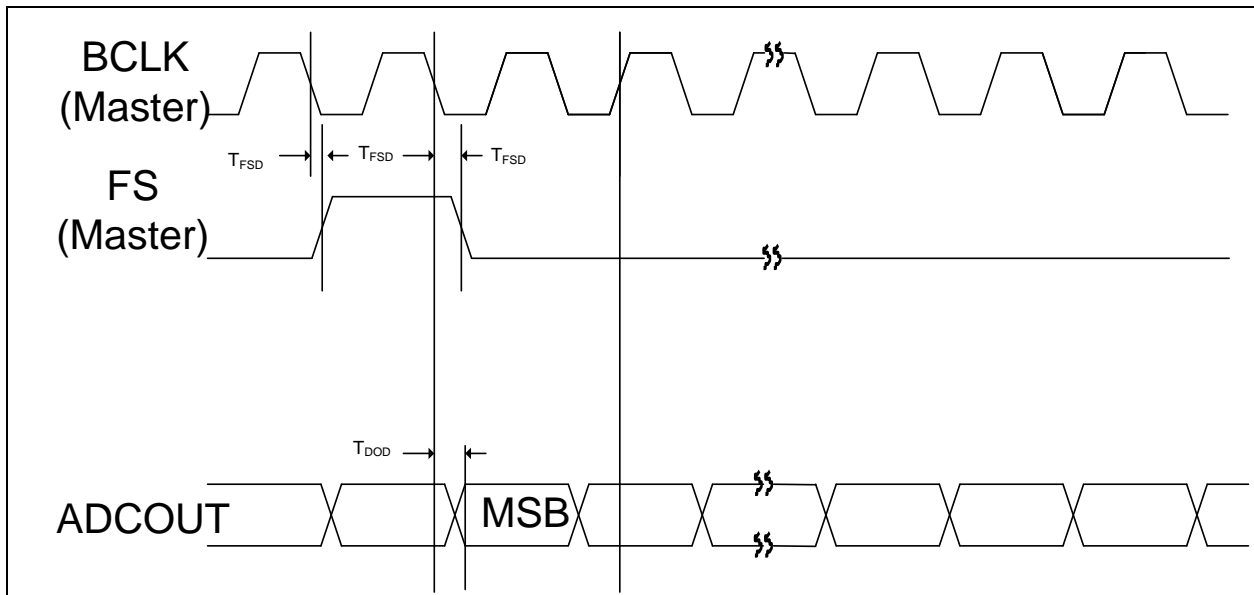 BCLK
(Master)
TFSD TFSD TFSD
FS
(Master)
TDOD
ADCOUT MSB